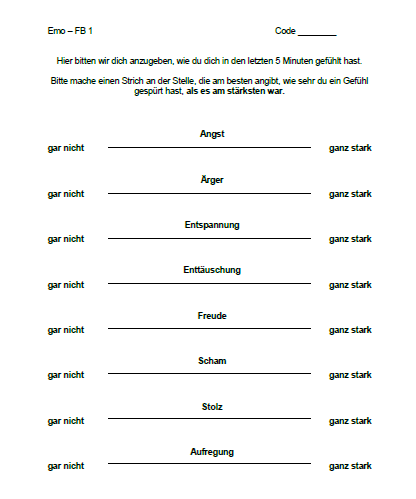 Emo – FB 1 Code ________
Hier bitten wir dich anzugeben, wie du dich in den letzten 5 Minuten gefühlt hast.
Bitte mache einen Strich an der Stelle, die am besten angibt, wie sehr du ein Gefühl
gespürt hast, als es am stärksten war.
Angst
gar nicht ganz stark
Ärger
gar nicht ganz stark
Entspannung
gar nicht ganz stark
Enttäuschung
gar nicht ganz stark
Freude
gar nicht ganz stark
Scham
gar nicht ganz stark
Stolz
gar nicht ganz stark
Aufregung
gar nicht ganz stark